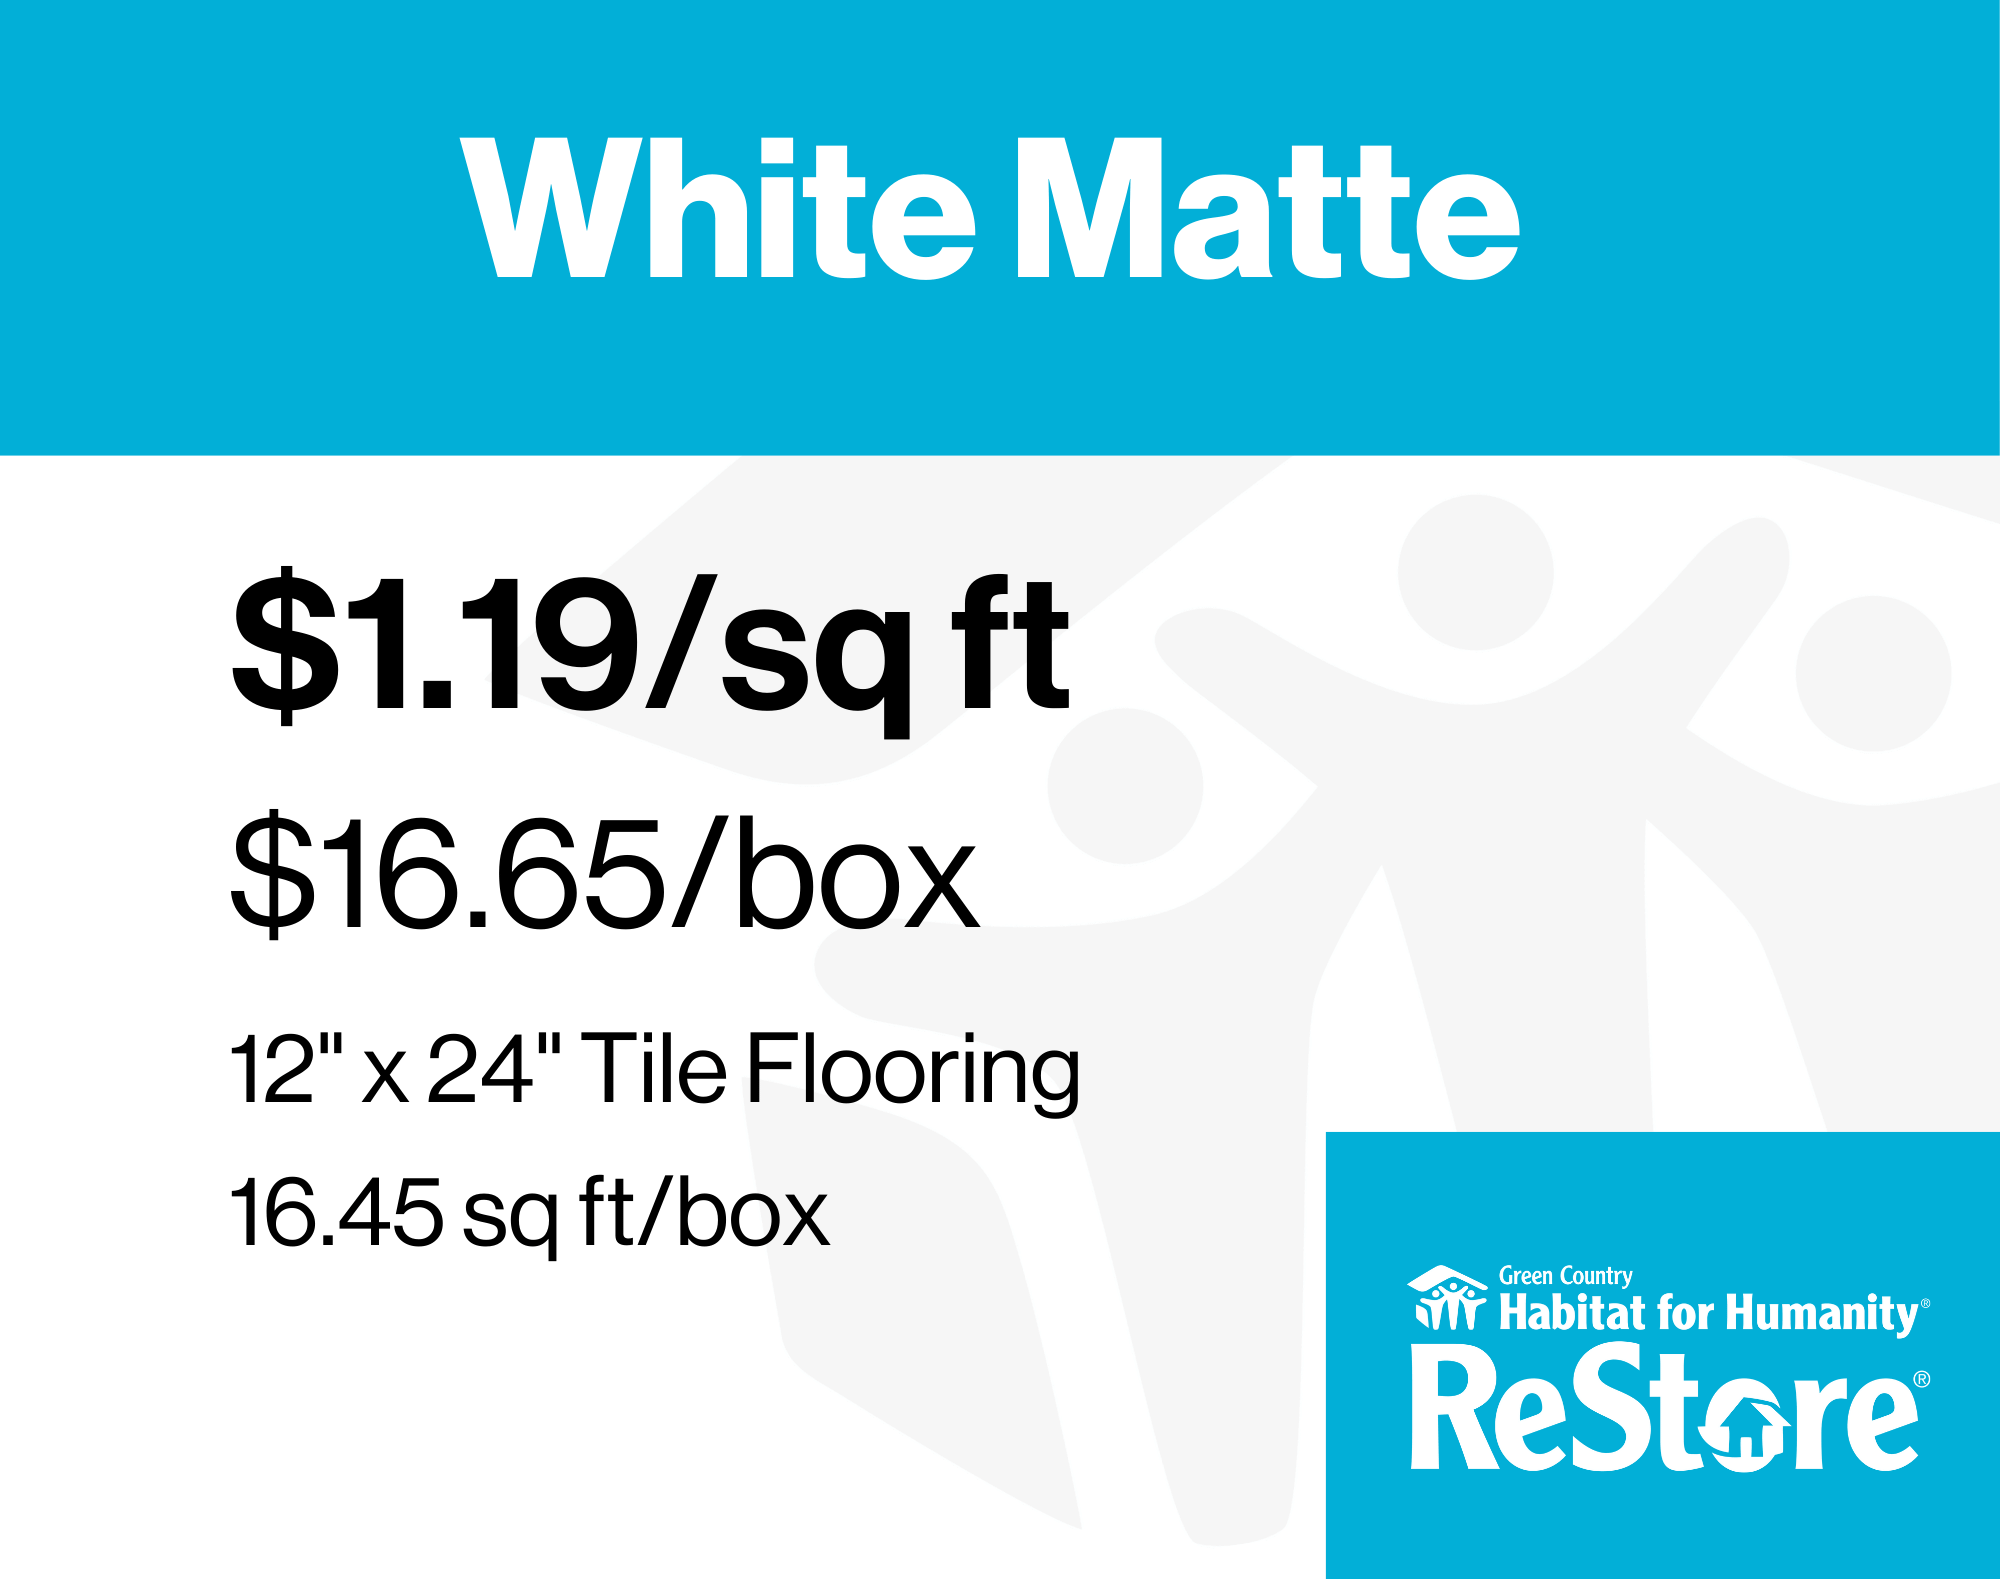 White Matte
$1.19/sq ft
$16.65/box
12" x 24" Tile Flooring
16.45 sq ft/box
Green Country
Habitat for Humanity®
ReStore®